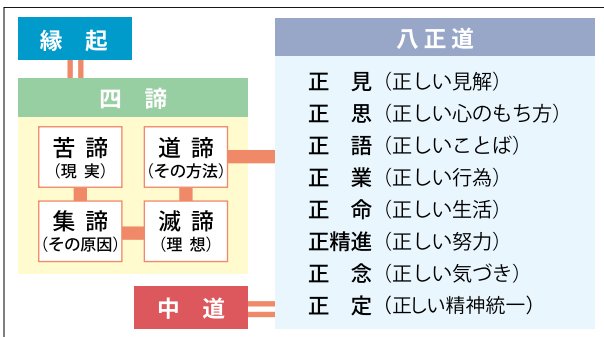 縁起
四諦
苦諦
(現実)
道諦
(その方法)
集諦
(その原因)
滅諦
(理想)
中道
八正道
正見(正しい見解)
正思(正しい心のもち方)
正語(正しいことば)
正業(正しい行為)
正命(正しい生活)
正精進(正しい努力)
正念(正しい気づき)
正定(正しい精神統一)